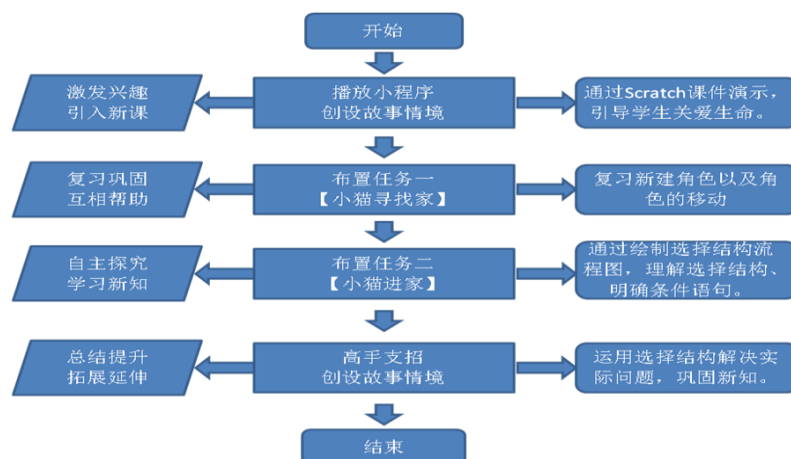 开始
激发兴趣
引入新课
播放小程序
创设故事情境
通过Scratch课件演示，
引导学生关爱生命。
复习巩固
互相帮助
布置任务一
【小猫寻找家】
复习新建角色以及角
色的移动
自主探究
学习新知
布置任务二
【小猫进家】
通过绘制选择结构流
程图，理解选择结构、
明确条件语句。
总结提升
拓展延伸
高手支招
创设故事情境
运用选择结构解决实
际问题，巩固新知。
结束